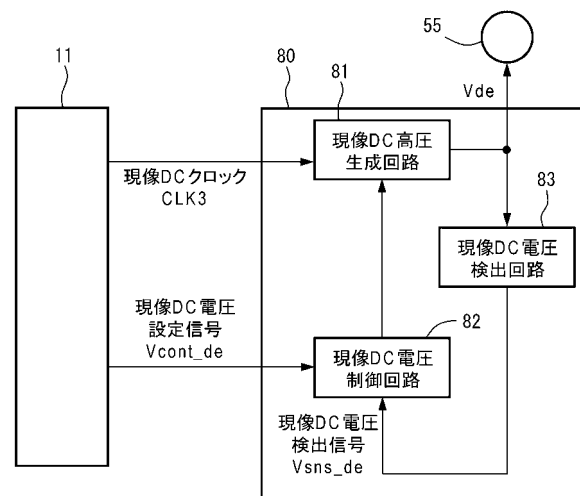 55
11
80
81
Vde
現像DC高圧
生成回路
83
現像DCクロック
CLK3
現像DC電圧
検出回路
現像DC電圧
設定信号
Vcont_de
82
現像DC電圧
制御回路
現像DC電圧
検出信号
Vsns_de